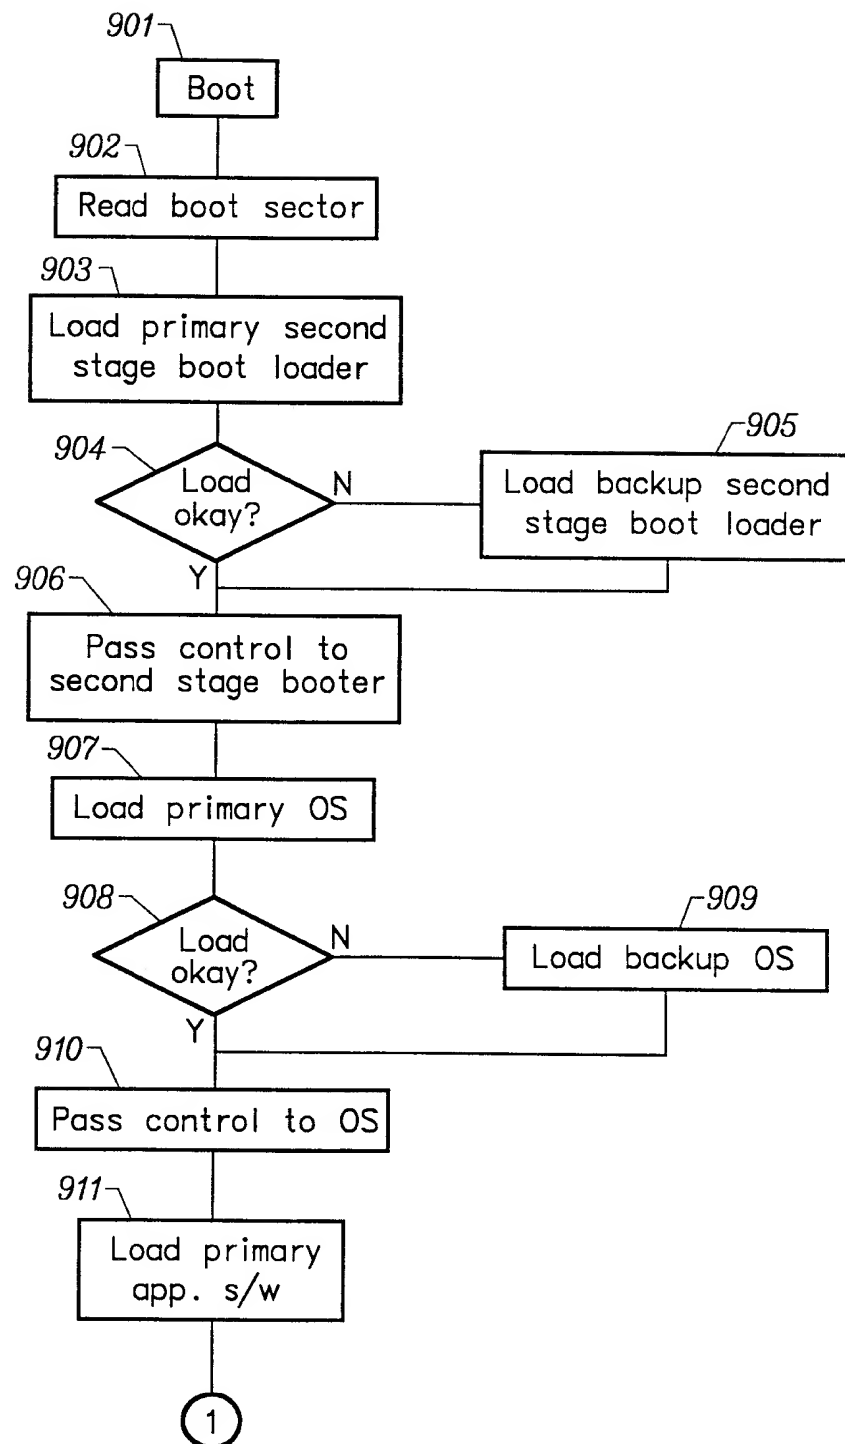 901
Boot
902
Read boot sector
903
Load primary second
stage boot loader
904
Load
okay?
N
Y
905
Load backup second
stage boot loader
906
Pass control to
second stage booter
907
Load primary OS
908
Load
okay?
N
Y
909
Load backup OS
910
Pass control to OS
911
Load primary
app. s/w
1